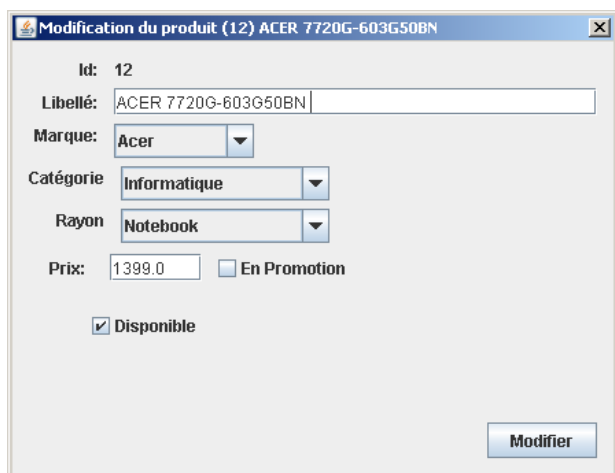 Modification du produit (12) ACER 7720G-603G50BN
Id: 12
Libellé: ACER 7720G-603G50BN
Marque: Acer
Catégorie Informatique
Rayon Notebook
Prix: 1399.0 En Promotion
Disponible
Modifier